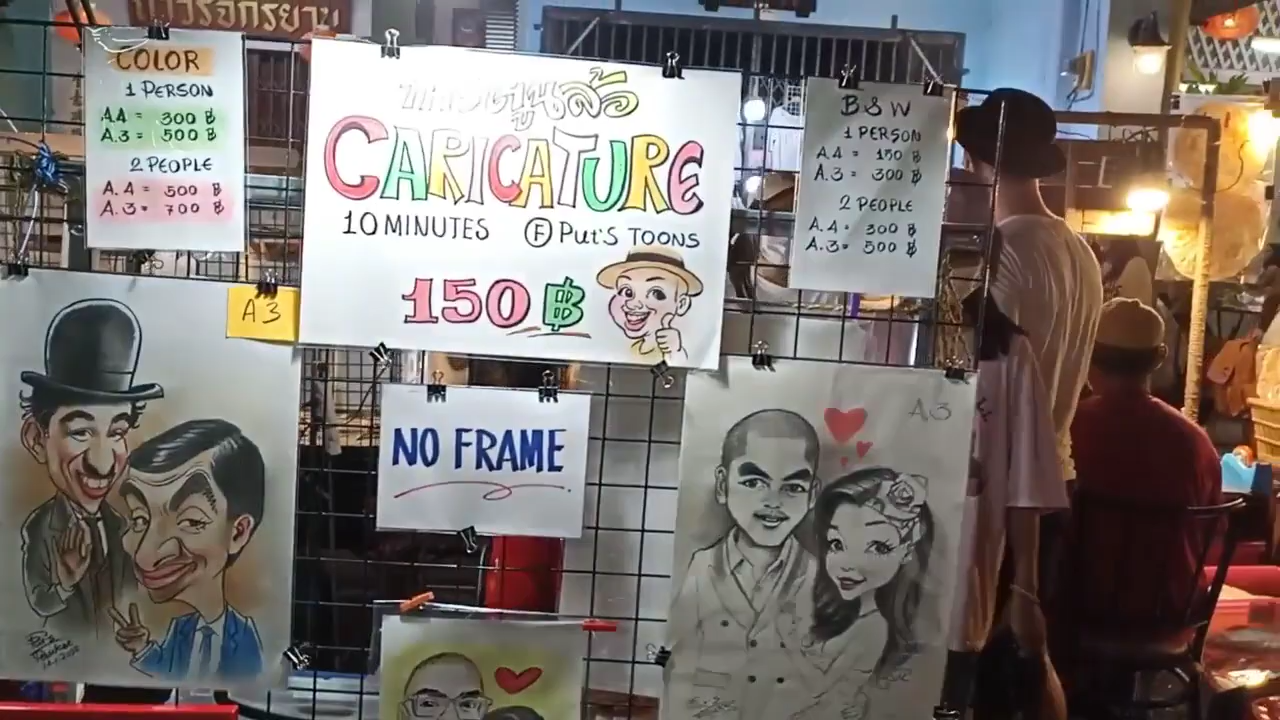 COLOR
1 PERSON
A.4 = 300 ฿
A.3 = 500 ฿
2 PEOPLE
A.4 = 500 ฿
A.3 = 700 ฿
CARICATURE
10 MINUTES Ⓕ PUT'S TOONS
150 ฿
B&W
1 PERSON
A.4 = 150 ฿
A.3 = 300 ฿
2 PEOPLE
A.4 = 300 ฿
A.3 = 500 ฿
A3
NO FRAME
A3